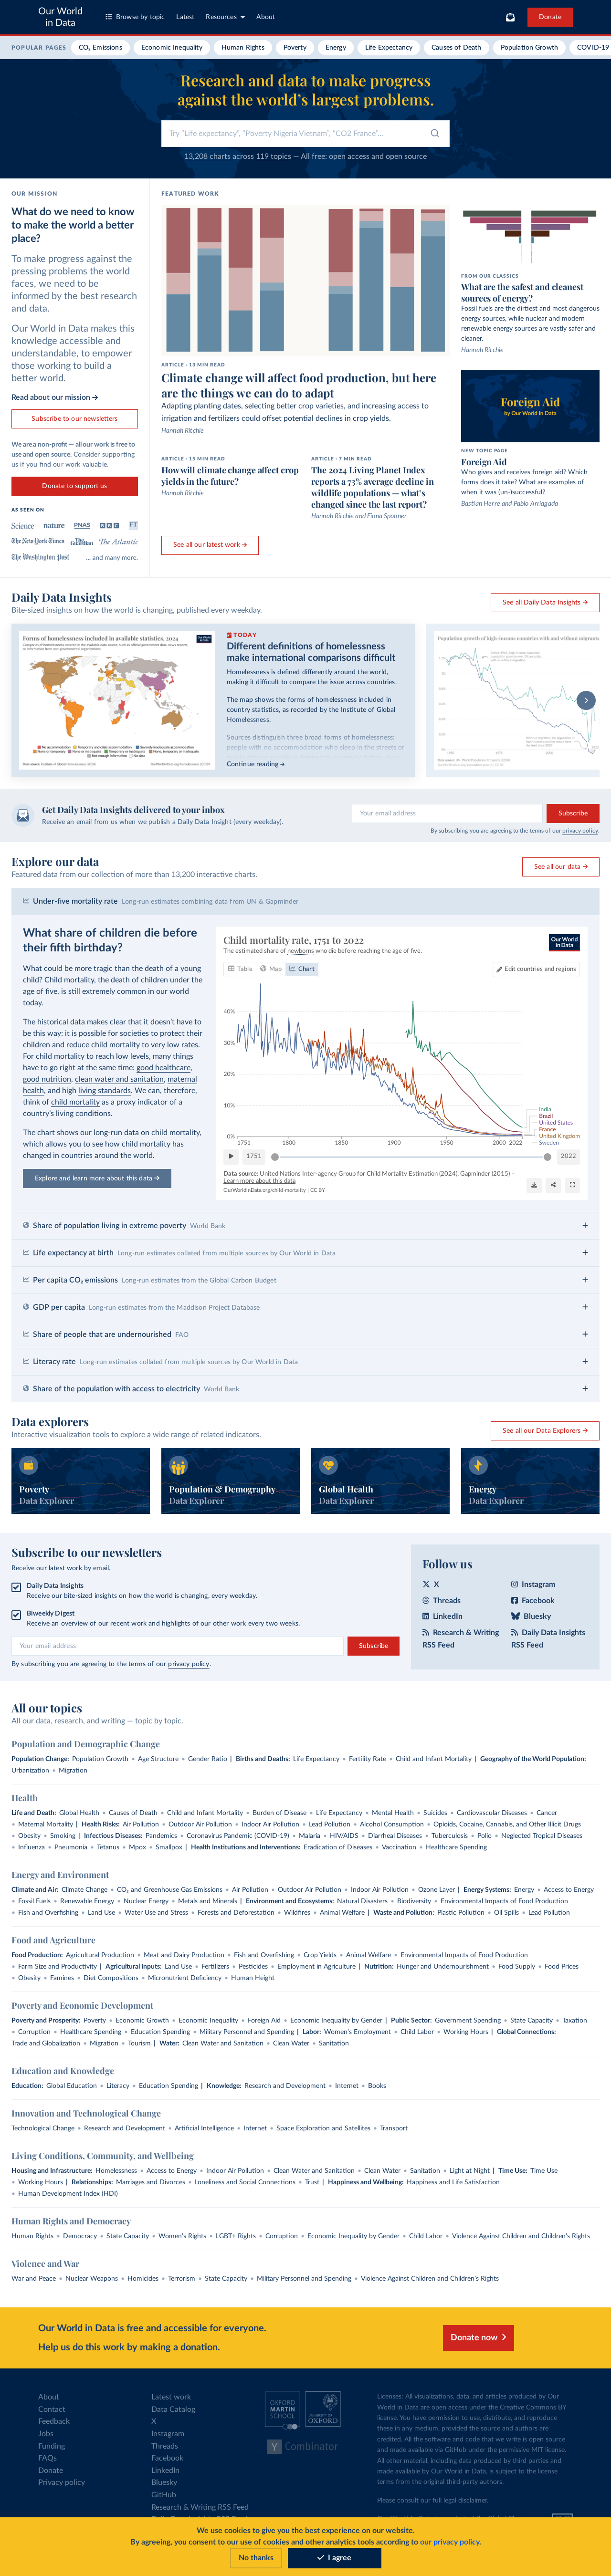 Our World
in Data
Browse by topic
Latest
Resources
About
Donate
POPULAR PAGES
CO₂ Emissions
Economic Inequality
Human Rights
Poverty
Energy
Life Expectancy
Causes of Death
Population Growth
COVID-19
Research and data to make progress
against the world's largest problems.
Try "Life expectancy", "Poverty Nigeria Vietnam", "CO2 France"...
13,208 charts across 119 topics — All free: open access and open source
OUR MISSION
What do we need to know
to make the world a better
place?
To make progress against the
pressing problems the world
faces, we need to be
informed by the best research
and data.
Our World in Data makes this
knowledge accessible and
understandable, to empower
those working to build a
better world.
Read about our mission →
Subscribe to our newsletters
We are a non-profit — all our work is free to
use and open source. Consider supporting
us if you find our work valuable.
Donate to support us
AS SEEN ON
Science
nature
PNAS
BBC
FT
The New York Times
The Guardian
The Atlantic
The Washington Post
... and many more.
FEATURED WORK
ARTICLE · 13 MIN READ
Climate change will affect food production, but here
are the things we can do to adapt
Adapting planting dates, selecting better crop varieties, and increasing access to
irrigation and fertilizers could offset potential declines in crop yields.
Hannah Ritchie
ARTICLE · 15 MIN READ
How will climate change affect crop
yields in the future?
Hannah Ritchie
ARTICLE · 7 MIN READ
The 2024 Living Planet Index
reports a 73% average decline in
wildlife populations — what's
changed since the last report?
Hannah Ritchie and Fiona Spooner
See all our latest work →
FROM OUR CLASSICS
What are the safest and cleanest
sources of energy?
Fossil fuels are the dirtiest and most dangerous
energy sources, while nuclear and modern
renewable energy sources are vastly safer and
cleaner.
Hannah Ritchie
Foreign Aid
by Our World in Data
NEW TOPIC PAGE
Foreign Aid
Who gives and receives foreign aid? Which
forms does it take? What are examples of
when it was (un-)successful?
Bastian Herre and Pablo Arriagada
Daily Data Insights
Bite-sized insights on how the world is changing, published every weekday.
See all Daily Data Insights →
Forms of homelessness included in available statistics, 2024
TODAY
Different definitions of homelessness
make international comparisons difficult
Homelessness is defined differently around the world,
making it difficult to compare the issue across countries.
The map shows the forms of homelessness included in
country statistics, as recorded by the Institute of Global
Homelessness.
Sources distinguish three broad forms of homelessness:
people with no accommodation who sleep in the streets or
Continue reading →
Population growth of high-income countries with and without migration
Get Daily Data Insights delivered to your inbox
Receive an email from us when we publish a Daily Data Insight (every weekday).
Your email address
Subscribe
By subscribing you are agreeing to the terms of our privacy policy.
Explore our data
Featured data from our collection of more than 13,200 interactive charts.
See all our data →
Under-five mortality rate Long-run estimates combining data from UN & Gapminder
What share of children die before
their fifth birthday?
What could be more tragic than the death of a young
child? Child mortality, the death of children under the
age of five, is still extremely common in our world
today.
The historical data makes clear that it doesn't have to
be this way: it is possible for societies to protect their
children and reduce child mortality to very low rates.
For child mortality to reach low levels, many things
have to go right at the same time: good healthcare,
good nutrition, clean water and sanitation, maternal
health, and high living standards. We can, therefore,
think of child mortality as a proxy indicator of a
country's living conditions.
The chart shows our long-run data on child mortality,
which allows you to see how child mortality has
changed in countries around the world.
Explore and learn more about this data →
Child mortality rate, 1751 to 2022
The estimated share of newborns who die before reaching the age of five.
Our World
in Data
Table
Map
Chart
Edit countries and regions
40%
30%
20%
10%
0%
1751
1800
1850
1900
1950
2000
2022
India
Brazil
United States
France
United Kingdom
Sweden
1751
2022
Data source: United Nations Inter-agency Group for Child Mortality Estimation (2024); Gapminder (2015) –
Learn more about this data
OurWorldinData.org/child-mortality | CC BY
Share of population living in extreme poverty World Bank
Life expectancy at birth Long-run estimates collated from multiple sources by Our World in Data
Per capita CO₂ emissions Long-run estimates from the Global Carbon Budget
GDP per capita Long-run estimates from the Maddison Project Database
Share of people that are undernourished FAO
Literacy rate Long-run estimates collated from multiple sources by Our World in Data
Share of the population with access to electricity World Bank
Data explorers
Interactive visualization tools to explore a wide range of related indicators.
See all our Data Explorers →
Poverty
Data Explorer
Population & Demography
Data Explorer
Global Health
Data Explorer
Energy
Data Explorer
Subscribe to our newsletters
Receive our latest work by email.
Daily Data Insights
Receive our bite-sized insights on how the world is changing, every weekday.
Biweekly Digest
Receive an overview of our recent work and highlights of our other work every two weeks.
Your email address
Subscribe
By subscribing you are agreeing to the terms of our privacy policy.
Follow us
X
Instagram
Threads
Facebook
LinkedIn
Bluesky
Research & Writing
RSS Feed
Daily Data Insights
RSS Feed
All our topics
All our data, research, and writing — topic by topic.
Population and Demographic Change
Population Change: Population Growth • Age Structure • Gender Ratio | Births and Deaths: Life Expectancy • Fertility Rate • Child and Infant Mortality | Geography of the World Population:
Urbanization • Migration
Health
Life and Death: Global Health • Causes of Death • Child and Infant Mortality • Burden of Disease • Life Expectancy • Mental Health • Suicides • Cardiovascular Diseases • Cancer
• Maternal Mortality | Health Risks: Air Pollution • Outdoor Air Pollution • Indoor Air Pollution • Lead Pollution • Alcohol Consumption • Opioids, Cocaine, Cannabis, and Other Illicit Drugs
• Obesity • Smoking | Infectious Diseases: Pandemics • Coronavirus Pandemic (COVID-19) • Malaria • HIV/AIDS • Diarrheal Diseases • Tuberculosis • Polio • Neglected Tropical Diseases
• Influenza • Pneumonia • Tetanus • Mpox • Smallpox | Health Institutions and Interventions: Eradication of Diseases • Vaccination • Healthcare Spending
Energy and Environment
Climate and Air: Climate Change • CO₂ and Greenhouse Gas Emissions • Air Pollution • Outdoor Air Pollution • Indoor Air Pollution • Ozone Layer | Energy Systems: Energy • Access to Energy
• Fossil Fuels • Renewable Energy • Nuclear Energy • Metals and Minerals | Environment and Ecosystems: Natural Disasters • Biodiversity • Environmental Impacts of Food Production
• Fish and Overfishing • Land Use • Water Use and Stress • Forests and Deforestation • Wildfires • Animal Welfare | Waste and Pollution: Plastic Pollution • Oil Spills • Lead Pollution
Food and Agriculture
Food Production: Agricultural Production • Meat and Dairy Production • Fish and Overfishing • Crop Yields • Animal Welfare • Environmental Impacts of Food Production
• Farm Size and Productivity | Agricultural Inputs: Land Use • Fertilizers • Pesticides • Employment in Agriculture | Nutrition: Hunger and Undernourishment • Food Supply • Food Prices
• Obesity • Famines • Diet Compositions • Micronutrient Deficiency • Human Height
Poverty and Economic Development
Poverty and Prosperity: Poverty • Economic Growth • Economic Inequality • Foreign Aid • Economic Inequality by Gender | Public Sector: Government Spending • State Capacity • Taxation
• Corruption • Healthcare Spending • Education Spending • Military Personnel and Spending | Labor: Women's Employment • Child Labor • Working Hours | Global Connections:
Trade and Globalization • Migration • Tourism | Water: Clean Water and Sanitation • Clean Water • Sanitation
Education and Knowledge
Education: Global Education • Literacy • Education Spending | Knowledge: Research and Development • Internet • Books
Innovation and Technological Change
Technological Change • Research and Development • Artificial Intelligence • Internet • Space Exploration and Satellites • Transport
Living Conditions, Community, and Wellbeing
Housing and Infrastructure: Homelessness • Access to Energy • Indoor Air Pollution • Clean Water and Sanitation • Clean Water • Sanitation • Light at Night | Time Use: Time Use
• Working Hours | Relationships: Marriages and Divorces • Loneliness and Social Connections • Trust | Happiness and Wellbeing: Happiness and Life Satisfaction
• Human Development Index (HDI)
Human Rights and Democracy
Human Rights • Democracy • State Capacity • Women's Rights • LGBT+ Rights • Corruption • Economic Inequality by Gender • Child Labor • Violence Against Children and Children's Rights
Violence and War
War and Peace • Nuclear Weapons • Homicides • Terrorism • State Capacity • Military Personnel and Spending • Violence Against Children and Children's Rights
Our World in Data is free and accessible for everyone.
Help us do this work by making a donation.
Donate now
About
Contact
Feedback
Jobs
Funding
FAQs
Donate
Privacy policy
Latest work
Data Catalog
X
Instagram
Threads
Facebook
LinkedIn
Bluesky
GitHub
Research & Writing RSS Feed
OXFORD
MARTIN
SCHOOL
UNIVERSITY OF
OXFORD
Y Combinator
Licenses: All visualizations, data, and articles produced by Our
World in Data are open access under the Creative Commons BY
license. You have permission to use, distribute, and reproduce
these in any medium, provided the source and authors are
credited. All the software and code that we write is open source
and made available via GitHub under the permissive MIT license.
All other material, including data produced by third parties and
made available by Our World in Data, is subject to the license
terms from the original third-party authors.
Please consult our full legal disclaimer.
We use cookies to give you the best experience on our website.
By agreeing, you consent to our use of cookies and other analytics tools according to our privacy policy.
No thanks
I agree